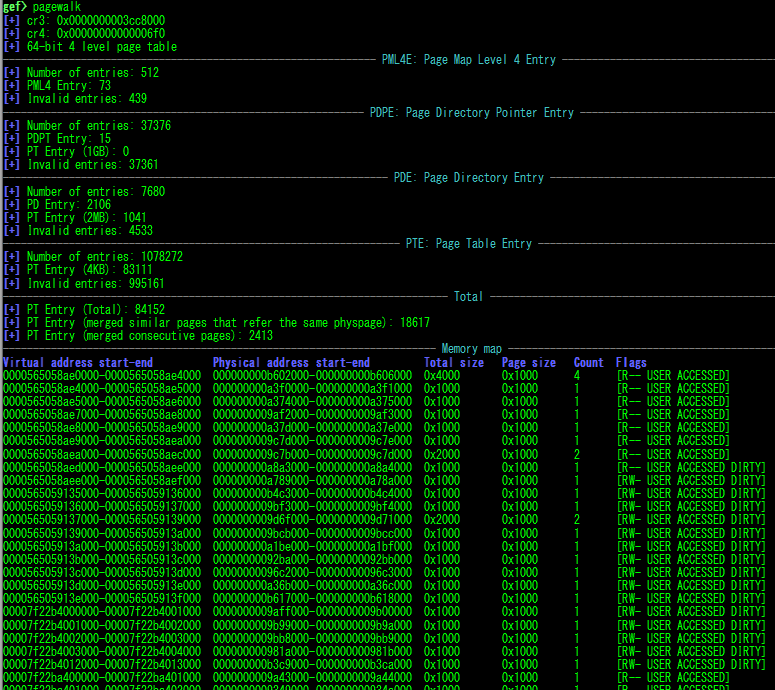 gef> pagewalk
[+] cr3: 0x0000000003cc8000
[+] cr4: 0x00000000000006f0
[+] 64-bit 4 level page table
PML4E: Page Map Level 4 Entry
[+] Number of entries: 512
[+] PML4 Entry: 73
[+] Invalid entries: 439
PDPE: Page Directory Pointer Entry
[+] Number of entries: 37376
[+] PDPT Entry: 15
[+] PT Entry (1GB): 0
[+] Invalid entries: 37361
PDE: Page Directory Entry
[+] Number of entries: 7680
[+] PD Entry: 2106
[+] PT Entry (2MB): 1041
[+] Invalid entries: 4533
PTE: Page Table Entry
[+] Number of entries: 1078272
[+] PT Entry (4KB): 83111
[+] Invalid entries: 995161
Total
[+] PT Entry (Total): 84152
[+] PT Entry (merged similar pages that refer the same physpage): 18617
[+] PT Entry (merged consecutive pages): 2413
Memory map
Virtual address start-end Physical address start-end Total size Page size Count Flags
0000565058ae0000-0000565058ae4000 000000000b602000-000000000b606000 0x4000 0x1000 4 [R-- USER ACCESSED]
0000565058ae4000-0000565058ae5000 000000000a3f0000-000000000a3f1000 0x1000 0x1000 1 [R-- USER ACCESSED]
0000565058ae5000-0000565058ae6000 000000000a374000-000000000a375000 0x1000 0x1000 1 [R-- USER ACCESSED]
0000565058ae7000-0000565058ae8000 0000000009af2000-0000000009af3000 0x1000 0x1000 1 [R-- USER ACCESSED]
0000565058ae8000-0000565058ae9000 000000000a37d000-000000000a37e000 0x1000 0x1000 1 [R-- USER ACCESSED]
0000565058ae9000-0000565058aea000 0000000009c7d000-0000000009c7e000 0x1000 0x1000 1 [R-- USER ACCESSED]
0000565058aea000-0000565058aec000 0000000009c7b000-0000000009c7d000 0x2000 0x1000 2 [R-- USER ACCESSED]
0000565058aed000-0000565058aee000 000000000a8a3000-000000000a8a4000 0x1000 0x1000 1 [R-- USER ACCESSED DIRTY]
0000565058aee000-0000565058aef000 000000000a789000-000000000a78a000 0x1000 0x1000 1 [RW- USER ACCESSED DIRTY]
0000565059135000-0000565059136000 000000000b4c3000-000000000b4c4000 0x1000 0x1000 1 [RW- USER ACCESSED DIRTY]
0000565059136000-0000565059137000 0000000009bf3000-0000000009bf4000 0x1000 0x1000 1 [RW- USER ACCESSED DIRTY]
0000565059137000-0000565059139000 0000000009d6f000-0000000009d71000 0x2000 0x1000 2 [RW- USER ACCESSED DIRTY]
0000565059139000-000056505913a000 0000000009bcb000-0000000009bcc000 0x1000 0x1000 1 [RW- USER ACCESSED DIRTY]
000056505913a000-000056505913b000 000000000a1be000-000000000a1bf000 0x1000 0x1000 1 [RW- USER ACCESSED DIRTY]
000056505913b000-000056505913c000 00000000092ba000-00000000092bb000 0x1000 0x1000 1 [RW- USER ACCESSED DIRTY]
000056505913c000-000056505913d000 00000000096c2000-00000000096c3000 0x1000 0x1000 1 [RW- USER ACCESSED DIRTY]
000056505913d000-000056505913e000 000000000a36b000-000000000a36c000 0x1000 0x1000 1 [RW- USER ACCESSED DIRTY]
000056505913e000-000056505913f000 000000000b617000-000000000b618000 0x1000 0x1000 1 [RW- USER ACCESSED DIRTY]
00007f22b4000000-00007f22b4001000 0000000009aff000-0000000009b00000 0x1000 0x1000 1 [RW- USER ACCESSED DIRTY]
00007f22b4001000-00007f22b4002000 0000000009b99000-0000000009b9a000 0x1000 0x1000 1 [RW- USER ACCESSED DIRTY]
00007f22b4002000-00007f22b4003000 0000000009bb8000-0000000009bb9000 0x1000 0x1000 1 [RW- USER ACCESSED DIRTY]
00007f22b4003000-00007f22b4004000 000000000981a000-000000000981b000 0x1000 0x1000 1 [RW- USER ACCESSED DIRTY]
00007f22b4012000-00007f22b4013000 000000000b3c9000-000000000b3ca000 0x1000 0x1000 1 [RW- USER ACCESSED DIRTY]
00007f22ba400000-00007f22ba401000 0000000009a43000-0000000009a44000 0x1000 0x1000 1 [R-- USER ACCESSED]